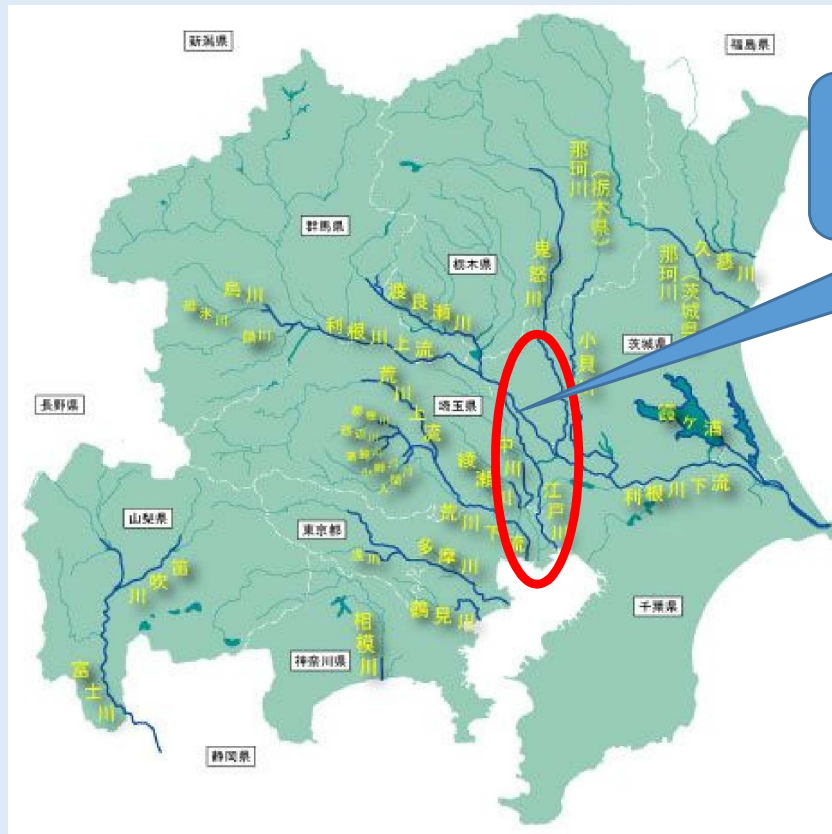 新潟県
福島県
那珂川
（栃木県）
群馬県
久慈川
鬼怒川
栃木県
那珂川
（茨城県
渡良瀬川
烏川
碓氷川
鏑川
利根川上流
小貝川
茨城県
長野県
荒川上流
埼玉県
霞ヶ浦
中川
綾瀬川
江戸川
利根川下流
荒川下流
山梨県
東京都
多摩川
浅川
笛吹川
鶴見川
千葉県
相模川
神奈川県
富士川
静岡県